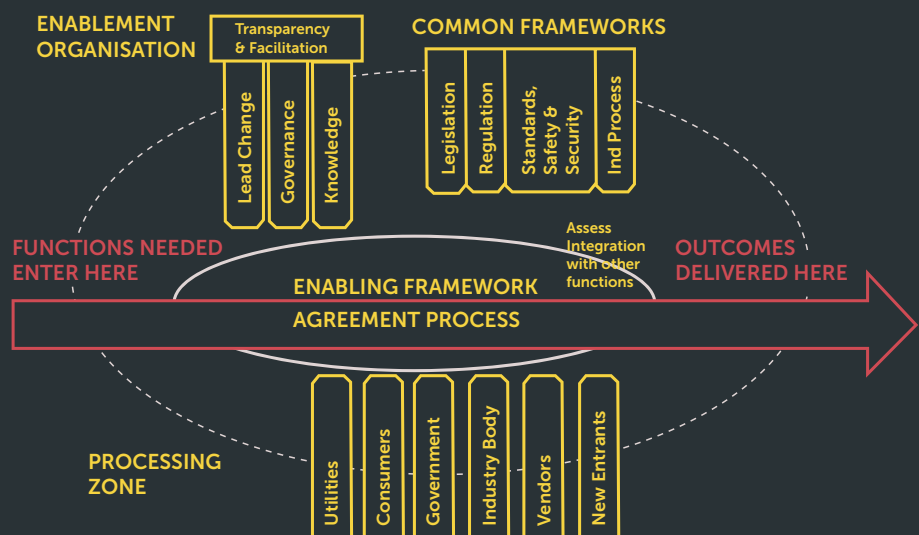 ENABLEMENT
ORGANISATION
Transparency
& Facilitation
Lead Change
Governance
Knowledge
COMMON FRAMEWORKS
Legislation
Regulation
Standards,
Safety &
Security
Ind Process
FUNCTIONS NEEDED
ENTER HERE
Assess
Integration
with other
functions
OUTCOMES
DELIVERED HERE
ENABLING FRAMEWORK
AGREEMENT PROCESS
PROCESSING
ZONE
Utilities
Consumers
Government
Industry Body
Vendors
New Entrants